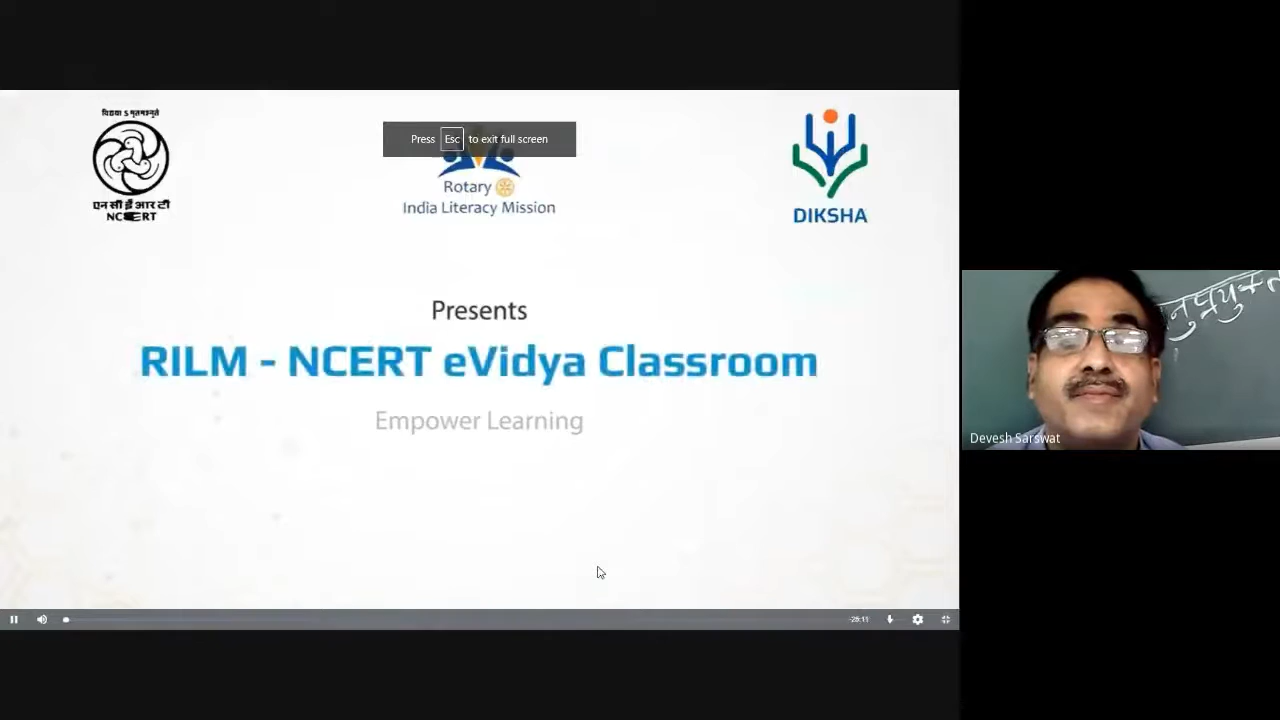 विद्यया ऽ मृतमश्नुते
एन सी ई आर टी
NCERT
Press Esc to exit full screen
Rotary
India Literacy Mission
DIKSHA
Presents
RILM - NCERT eVidya Classroom
Empower Learning
Devesh Sarswat